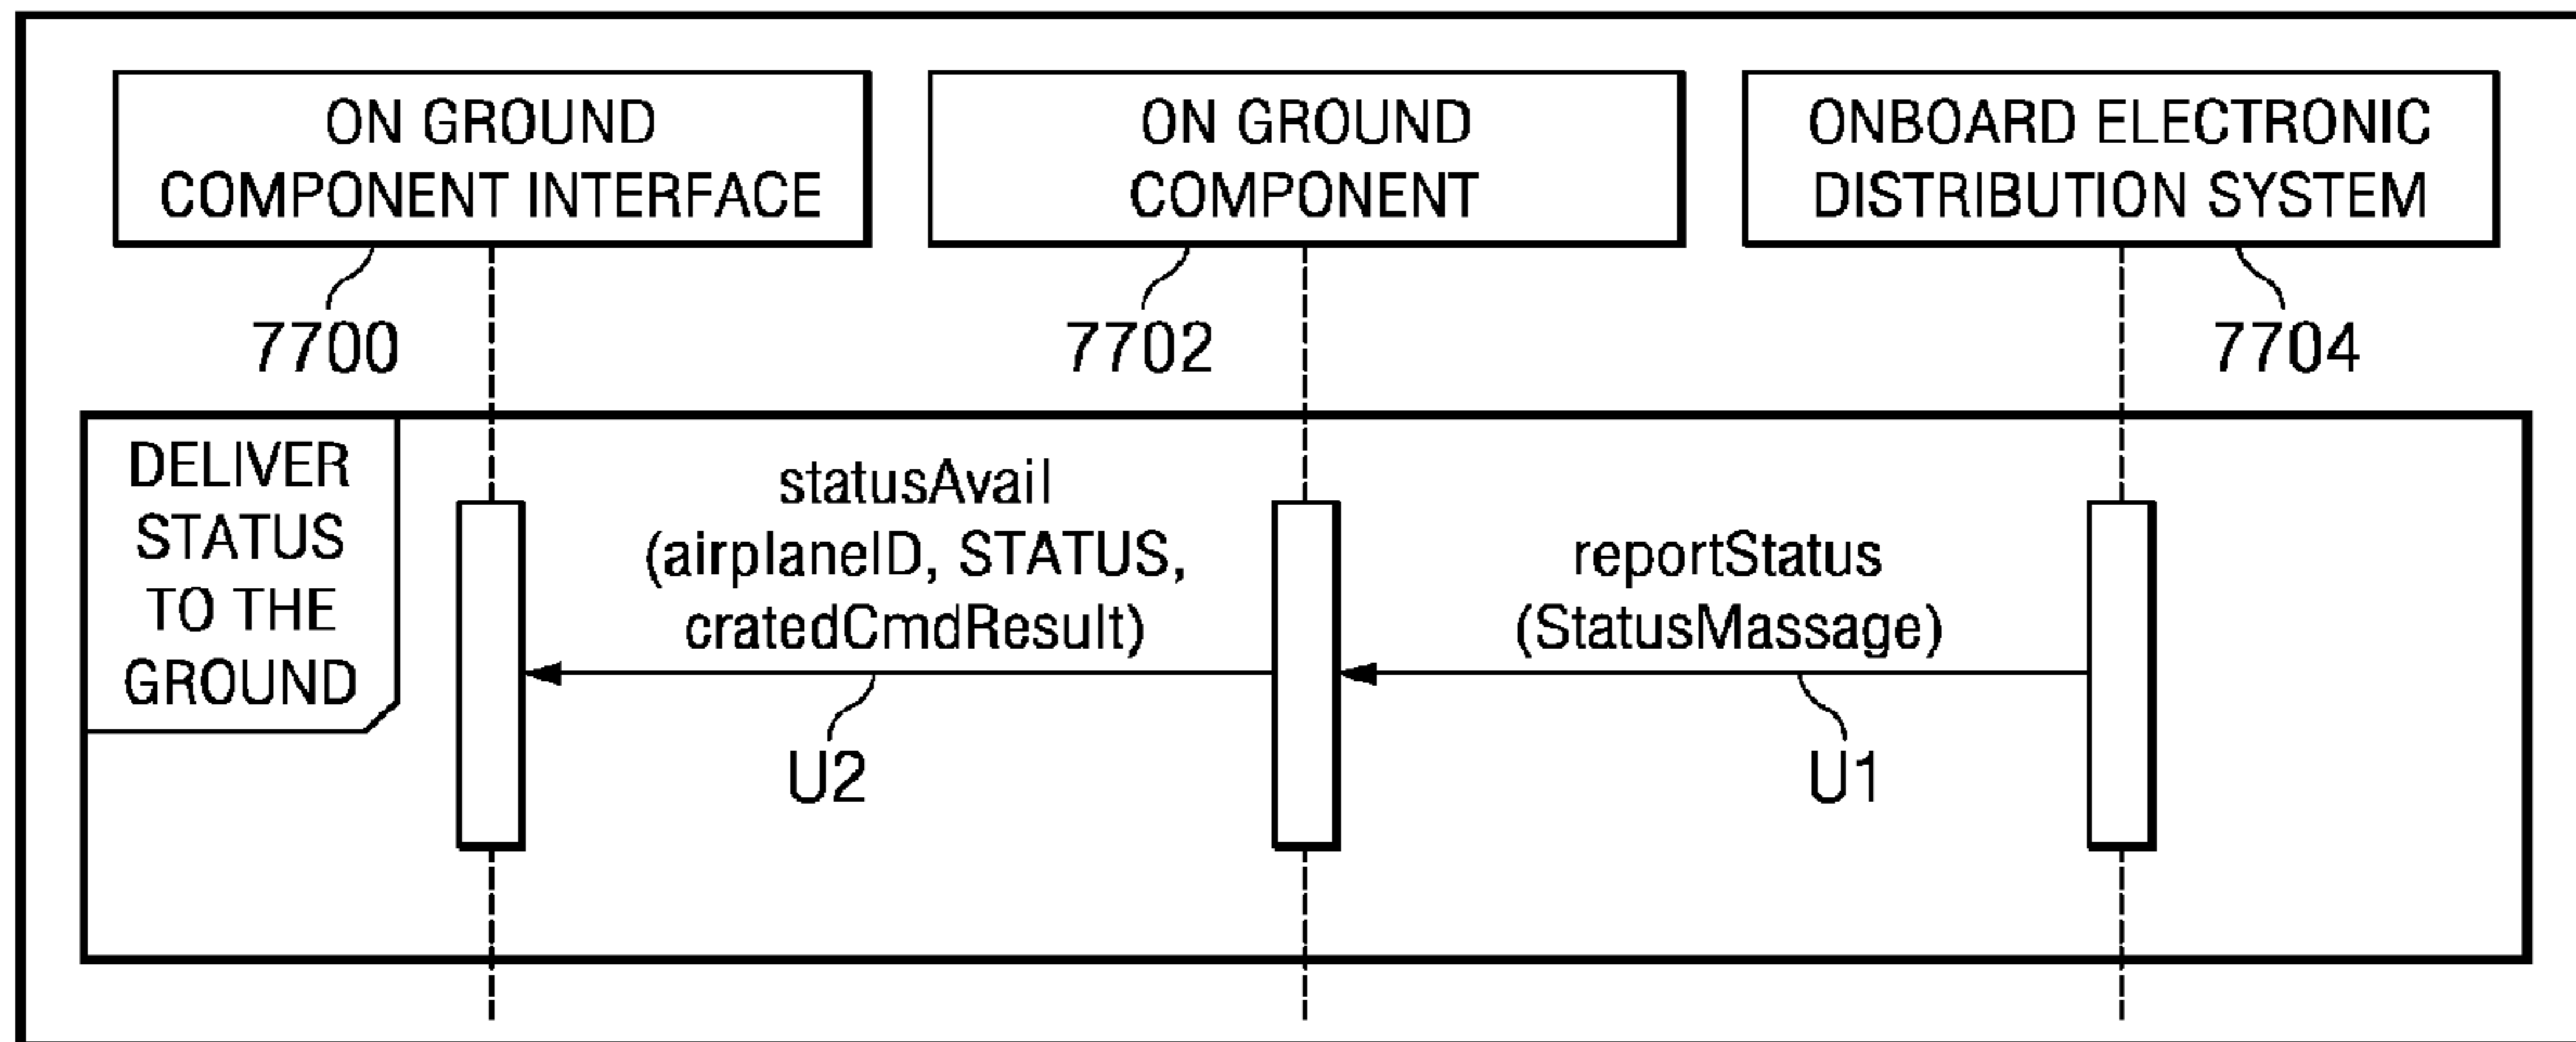 ON GROUND
COMPONENT INTERFACE
ON GROUND
COMPONENT
ONBOARD ELECTRONIC
DISTRIBUTION SYSTEM
7700
7702
7704
DELIVER
STATUS
TO THE
GROUND
statusAvail
(airplaneID, STATUS,
cratedCmdResult)
reportStatus
(StatusMassage)
U2
U1